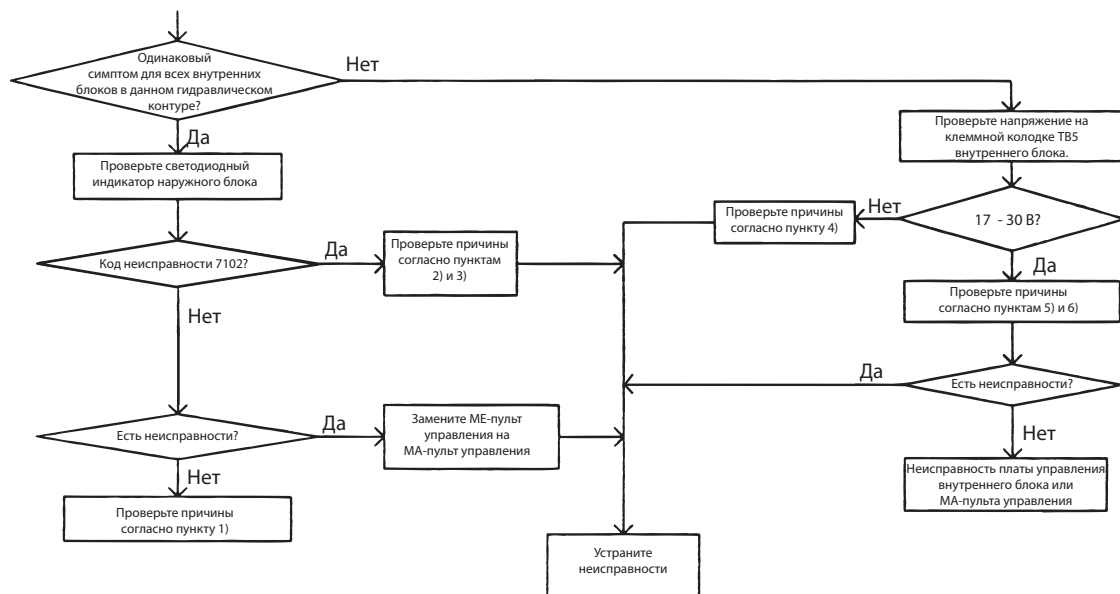 Одинаковый
симптом для всех внутренних
блоков в данном гидравлическом
контуре?
Нет
Да
Проверьте светодиодный
индикатор наружного блока
Код неисправности 7102?
Да
Проверьте причины
согласно пунктам
2) и 3)
Нет
Есть неисправности?
Да
Замените МЕ-пульт
управления на
МА-пульт управления
Нет
Проверьте причины
согласно пункту 1)
Проверьте напряжение на
клеммной колодке ТВ5
внутреннего блока.
17 - 30 В?
Нет
Проверьте причины
согласно пункту 4)
Да
Проверьте причины
согласно пунктам 5) и 6)
Есть неисправности?
Да
Нет
Неисправность платы управления
внутреннего блока или
МА-пульта управления
Устраните
неисправности